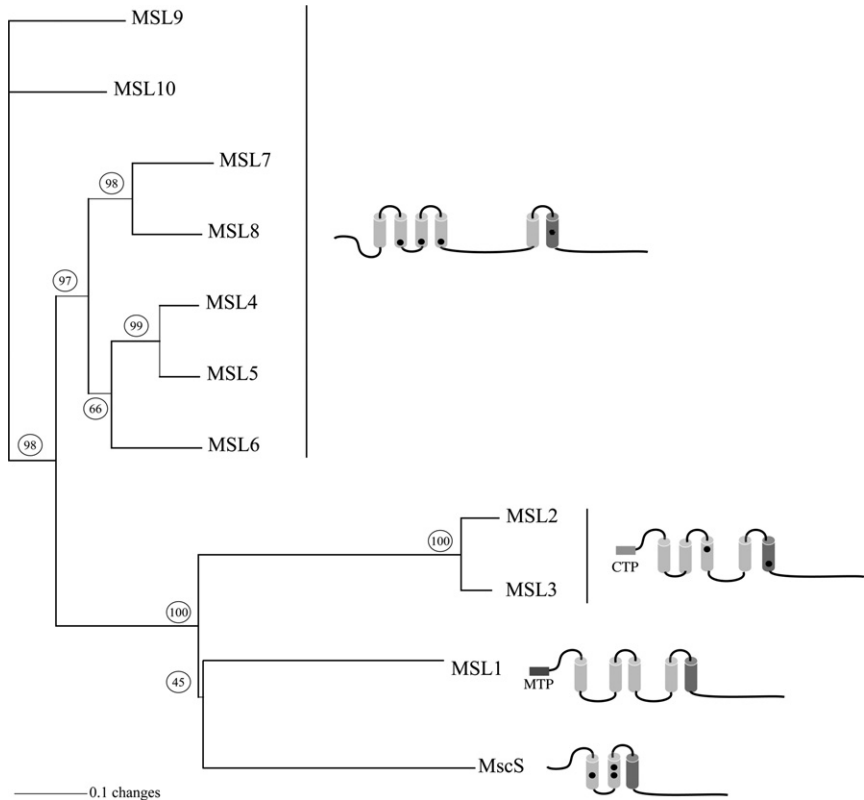 MSL9
MSL10
98
MSL7
MSL8
97
MSL4
99
MSL5
66
MSL6
98
MSL2
100
CTP
MSL3
100
MSL1
MTP
45
MscS
0.1 changes